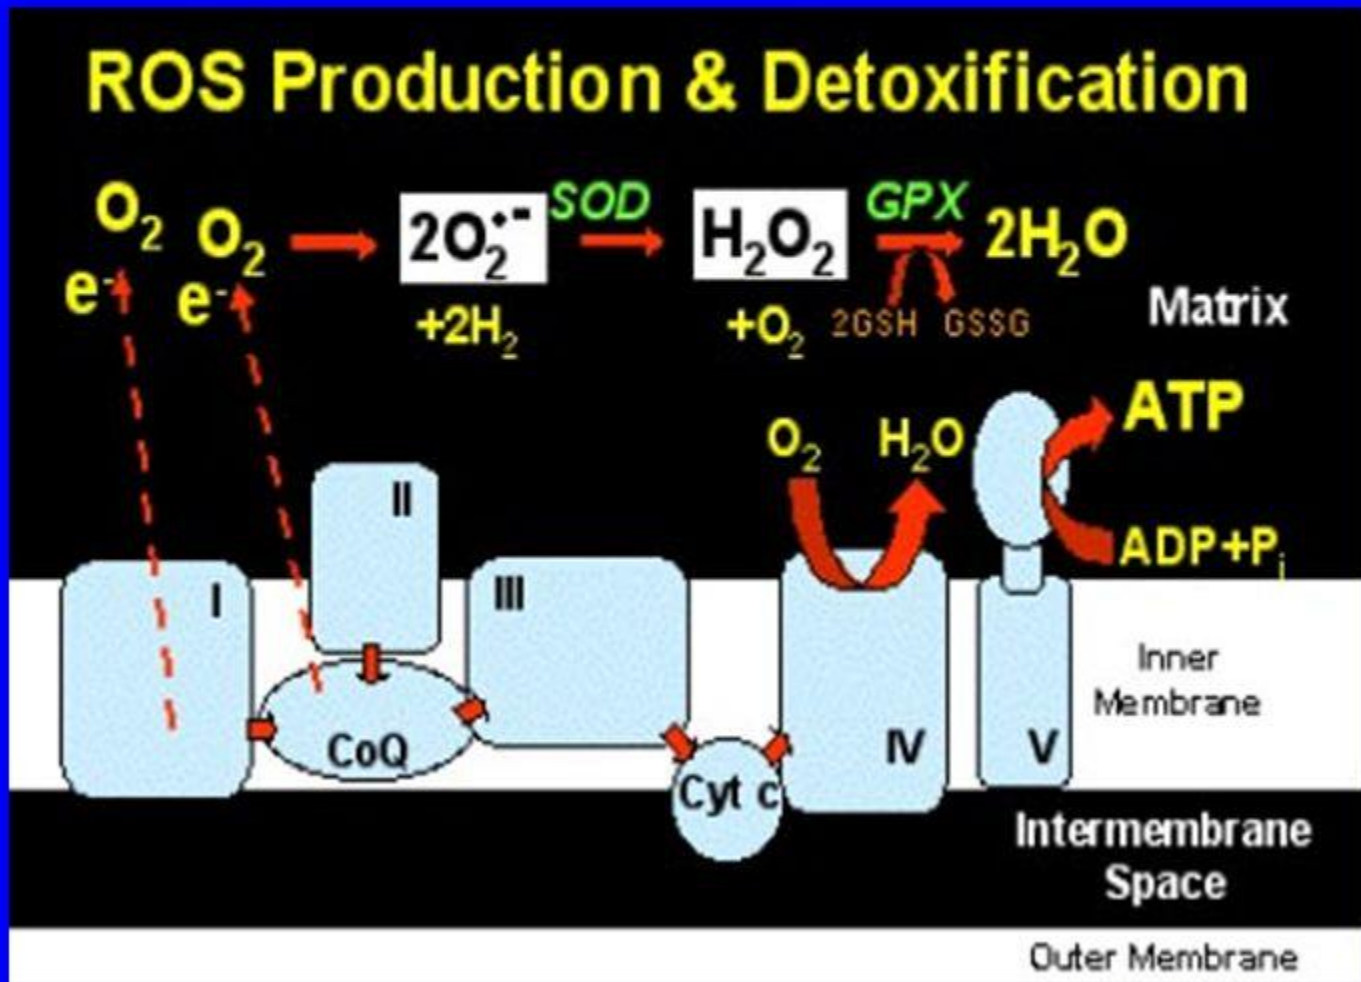 ROS Production & Detoxification
O₂ O₂ 2O₂•- SOD H₂O₂ GPX 2H₂O
e- e- +2H₂ +O₂ 2GSH GSSG
Matrix
ATP
O₂ H₂O
II
ADP+Pi
I III
Inner
Membrane
CoQ IV V
Cyt c
Intermembrane
Space
Outer Membrane